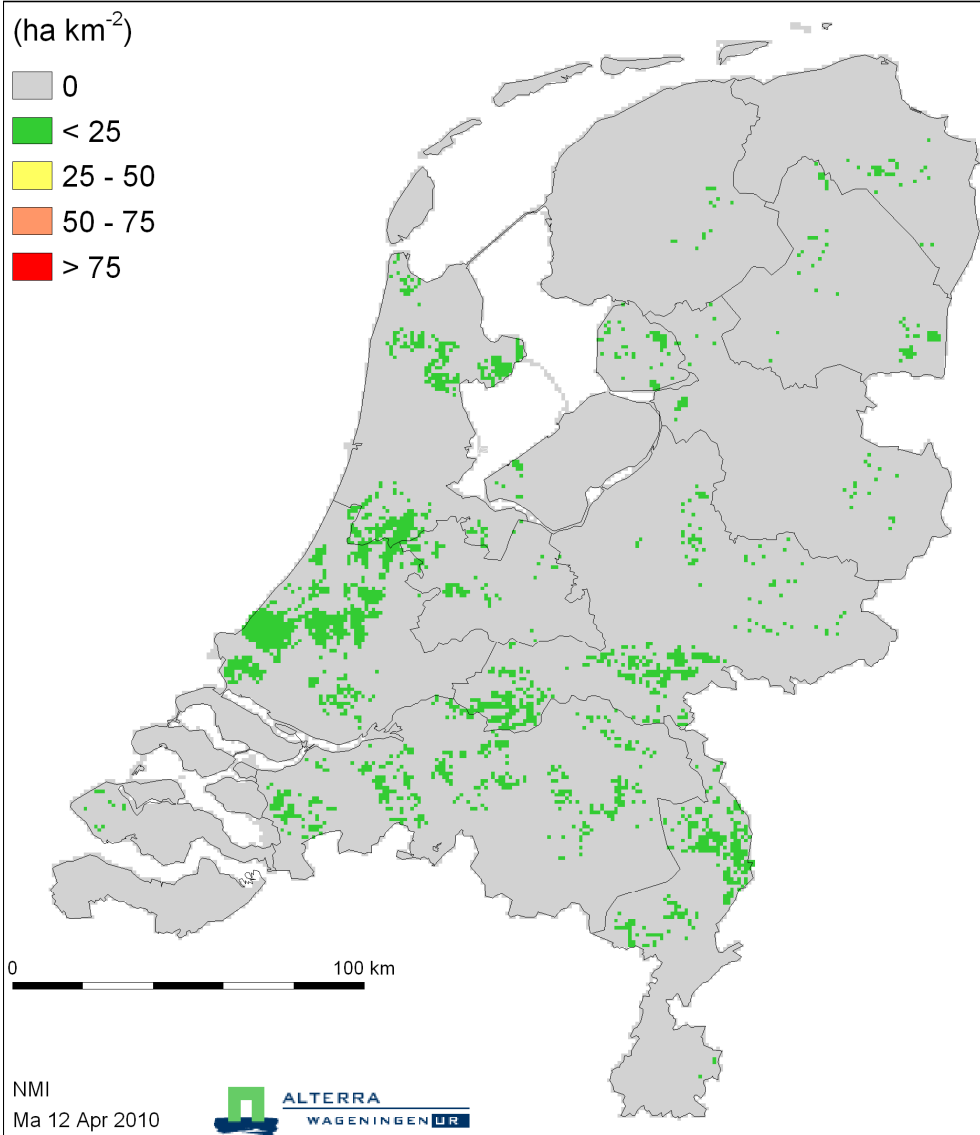 (ha km-2)
0
< 25
25 - 50
50 - 75
> 75
0 100 km
NMI
Ma 12 Apr 2010
ALTERRA
WAGENINGEN UR